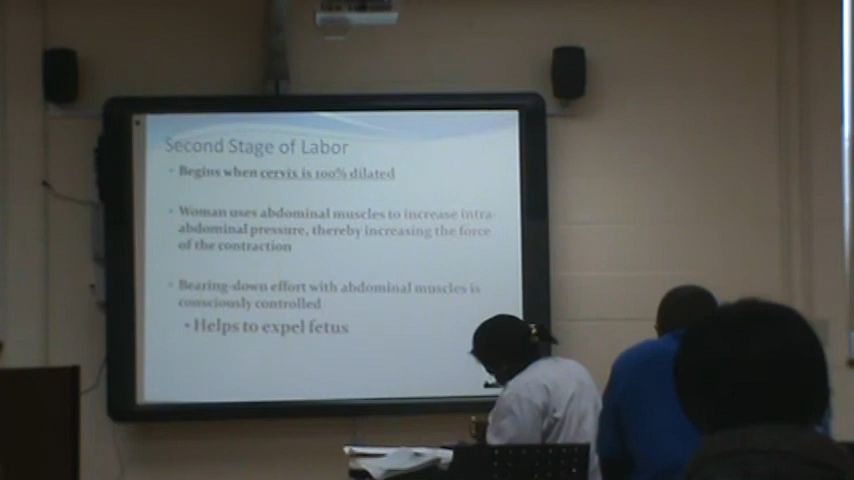 Second Stage of Labor
• Begins when cervix is 100% dilated
• Woman uses abdominal muscles to increase intra-
abdominal pressure, thereby increasing the force
of the contraction
• Bearing-down effort with abdominal muscles is
consciously controlled
• Helps to expel fetus